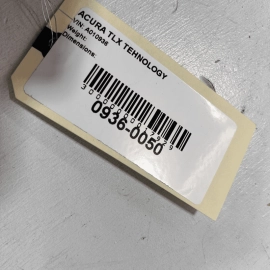 ACURA TLX TEHNOLOGY
VIN: A010936
Weight:
Dimensions:
0936-0050